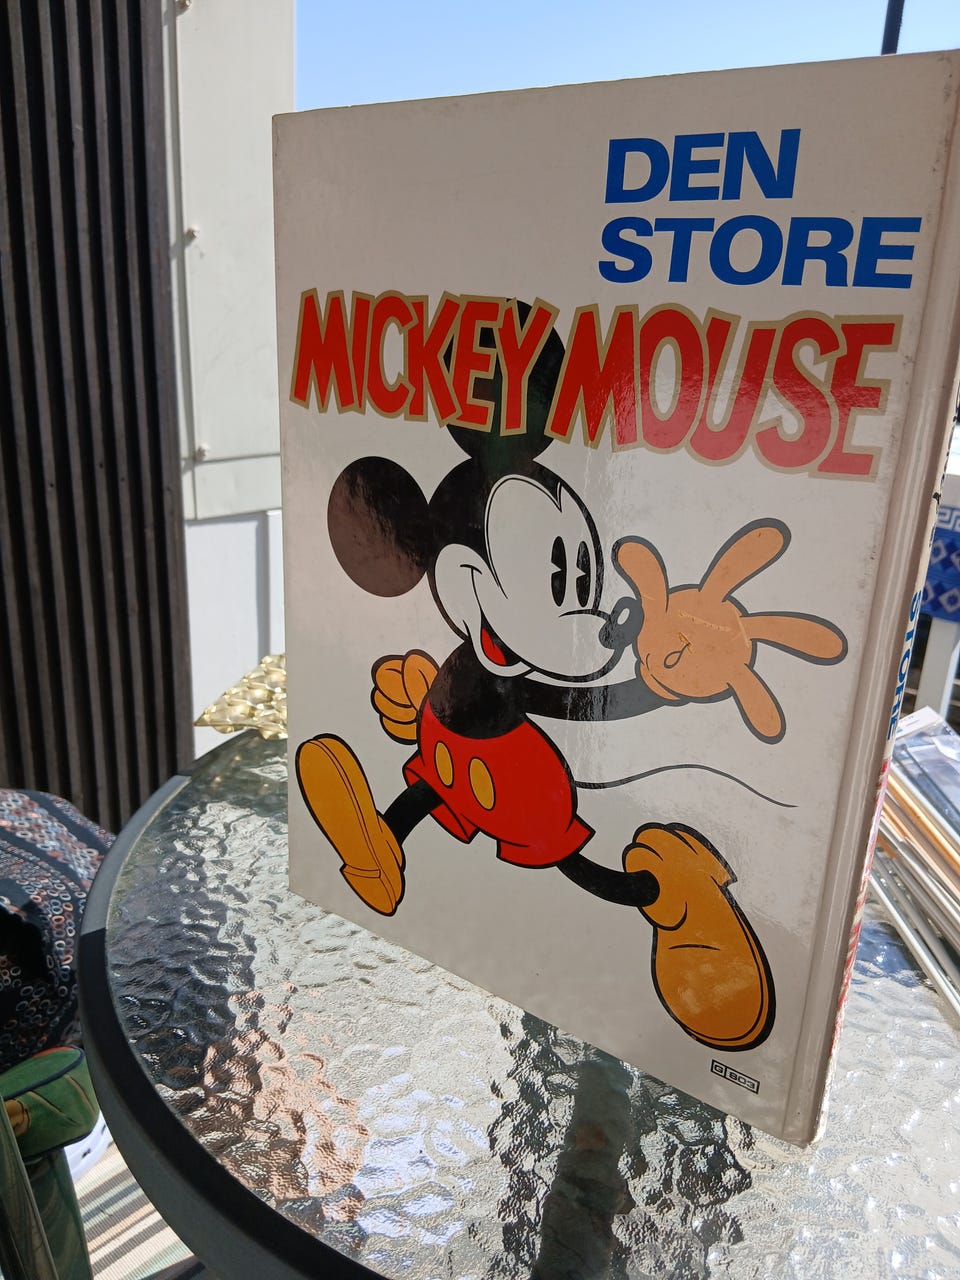 DEN
STORE
MICKEY MOUSE
STORE
G 803